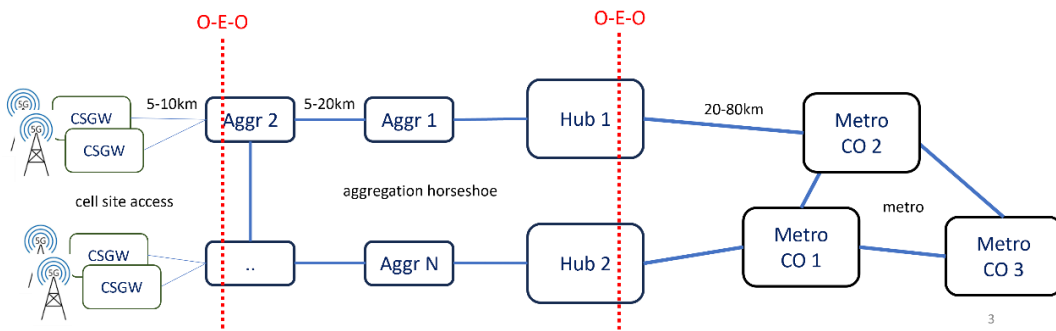 O-E-O
O-E-O
5G
5G
CSGW
CSGW
5-10km
Aggr 2
5-20km
Aggr 1
Hub 1
20-80km
Metro
CO 2
cell site access
aggregation horseshoe
metro
5G
5G
CSGW
CSGW
..
Aggr N
Hub 2
Metro
CO 1
Metro
CO 3
3